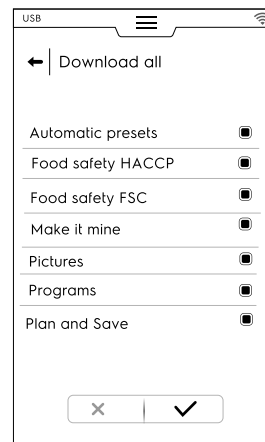 USB
Download all
Automatic presets
Food safety HACCP
Food safety FSC
Make it mine
Pictures
Programs
Plan and Save